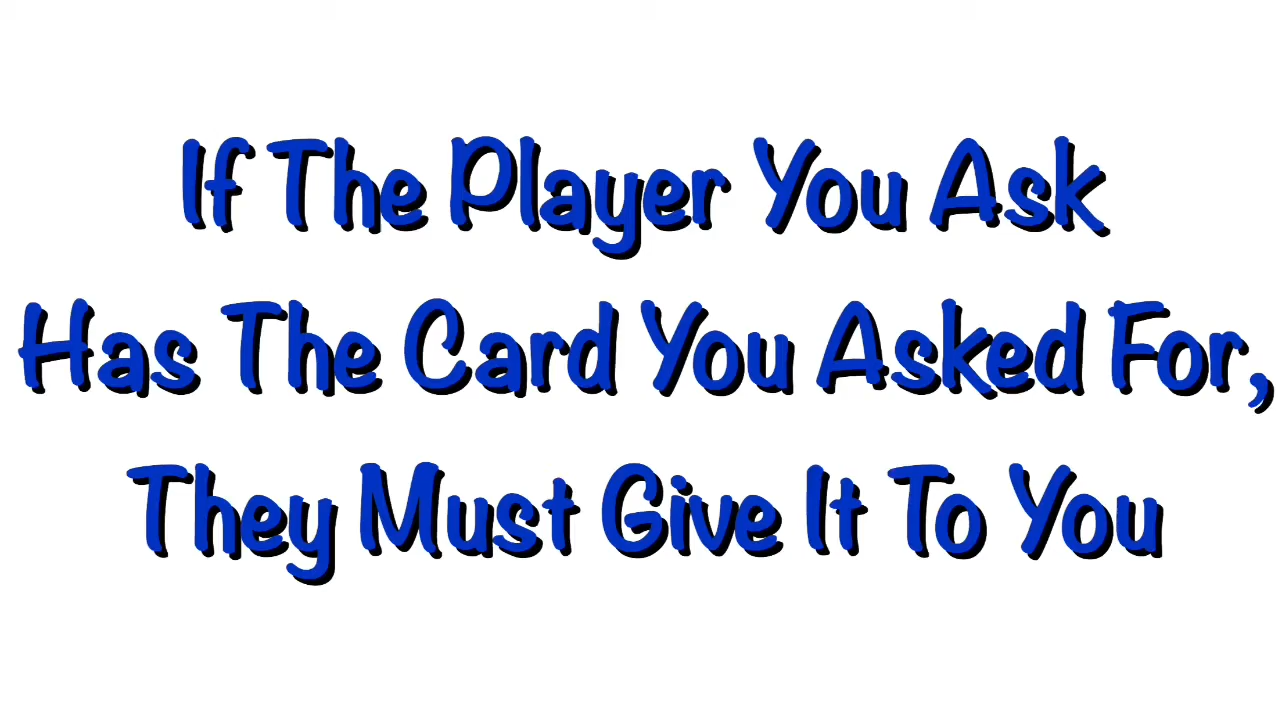 If The Player You Ask
Has The Card You Asked For,
They Must Give It To You